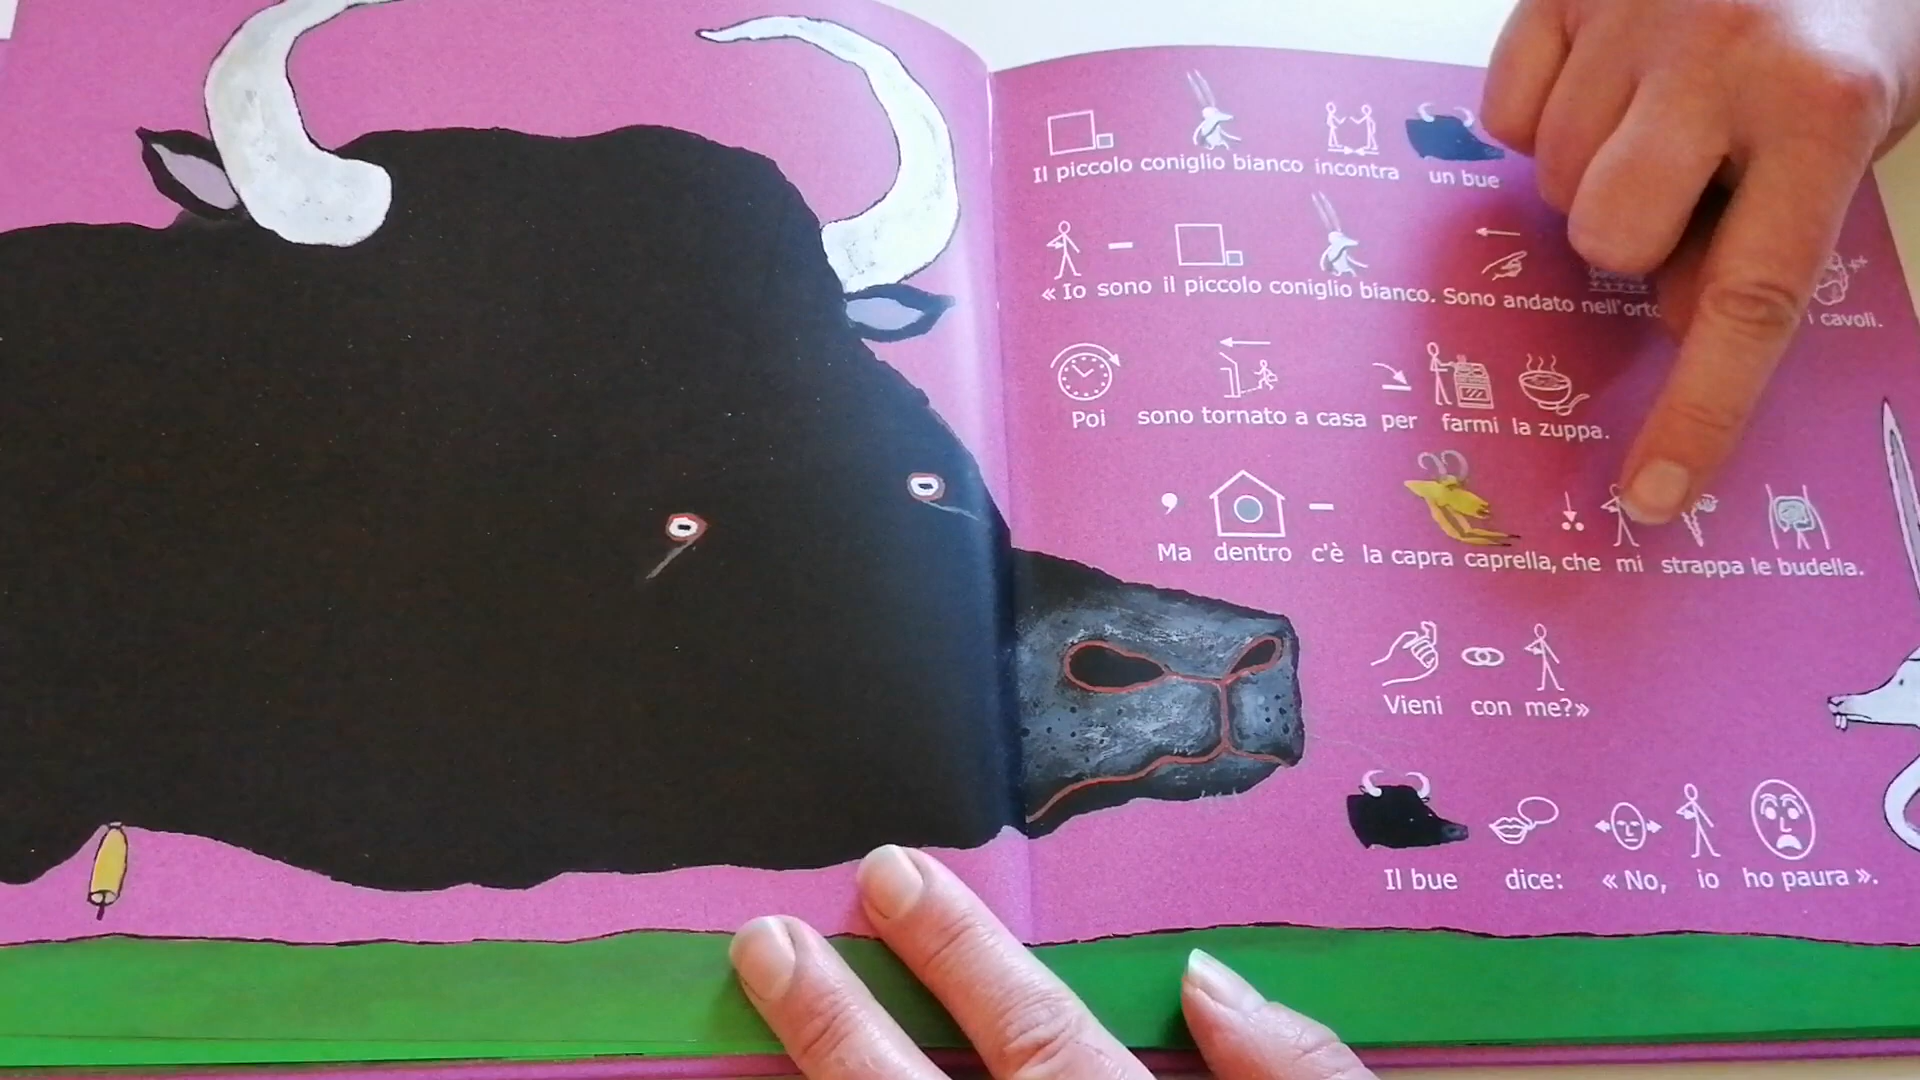 Il piccolo coniglio bianco incontra un bue
« Io sono il piccolo coniglio bianco. Sono andato nell'orto i cavoli.
Poi sono tornato a casa per farmi la zuppa.
Ma dentro c'è la capra caprella, che mi strappa le budella.
Vieni con me?»
Il bue dice: « No, io ho paura ».